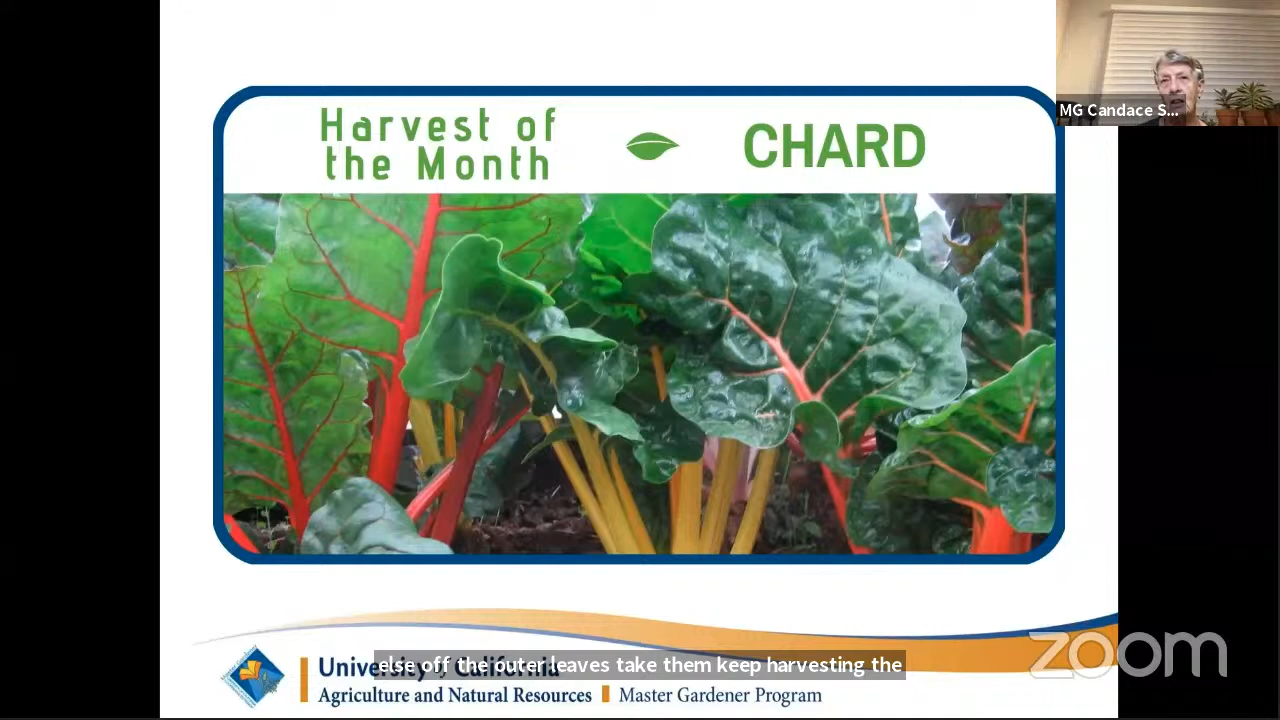 Harvest of
the Month
CHARD
MG Candace S...
University of California
else off the outer leaves take them keep harvesting the
Agriculture and Natural Resources
Master Gardener Program
zoom